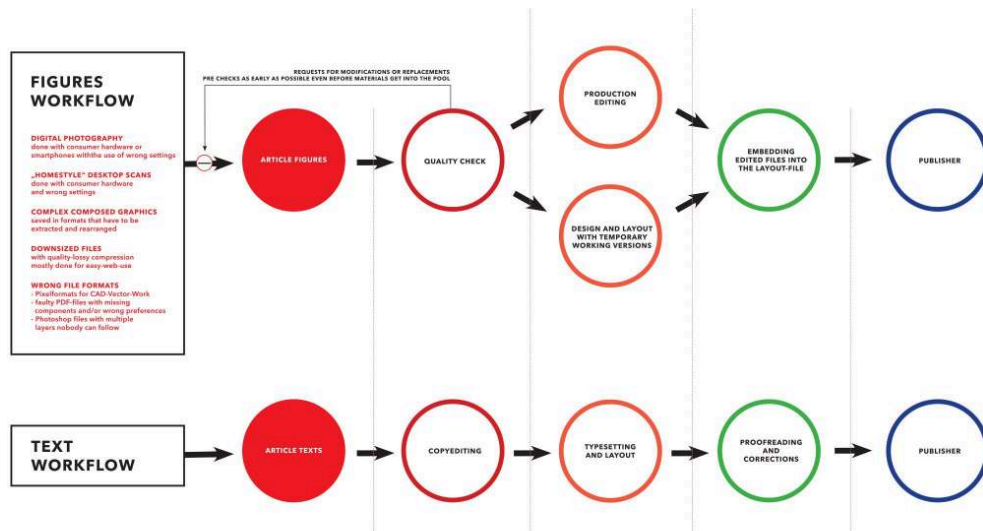 FIGURES
WORKFLOW
DIGITAL PHOTOGRAPHY
done with consumer hardware or
smartphones withthe use of wrong settings
„HOMESTYLE" DESKTOP SCANS
done with consumer hardware
and wrong settings
COMPLEX COMPOSED GRAPHICS
saved in formats that have to be
extracted and rearranged
DOWNSIZED FILES
with quality-lossy compression
mostly done for easy-web-use
WRONG FILE FORMATS
- Pixelformats for CAD-Vector-Work
- faulty PDF-files with missing
components and/or wrong preferences
- Photoshop files with multiple
layers nobody can follow
REQUESTS FOR MODIFICATIONS OR REPLACEMENTS
PRE CHECKS AS EARLY AS POSSIBLE EVEN BEFORE MATERIALS GET INTO THE POOL
ARTICLE FIGURES
QUALITY CHECK
PRODUCTION
EDITING
DESIGN AND LAYOUT
WITH TEMPORARY
WORKING VERSIONS
EMBEDDING
EDITED FILES INTO
THE LAYOUT-FILE
PUBLISHER
TEXT
WORKFLOW
ARTICLE TEXTS
COPYEDITING
TYPESETTING
AND LAYOUT
PROOFREADING
AND
CORRECTIONS
PUBLISHER